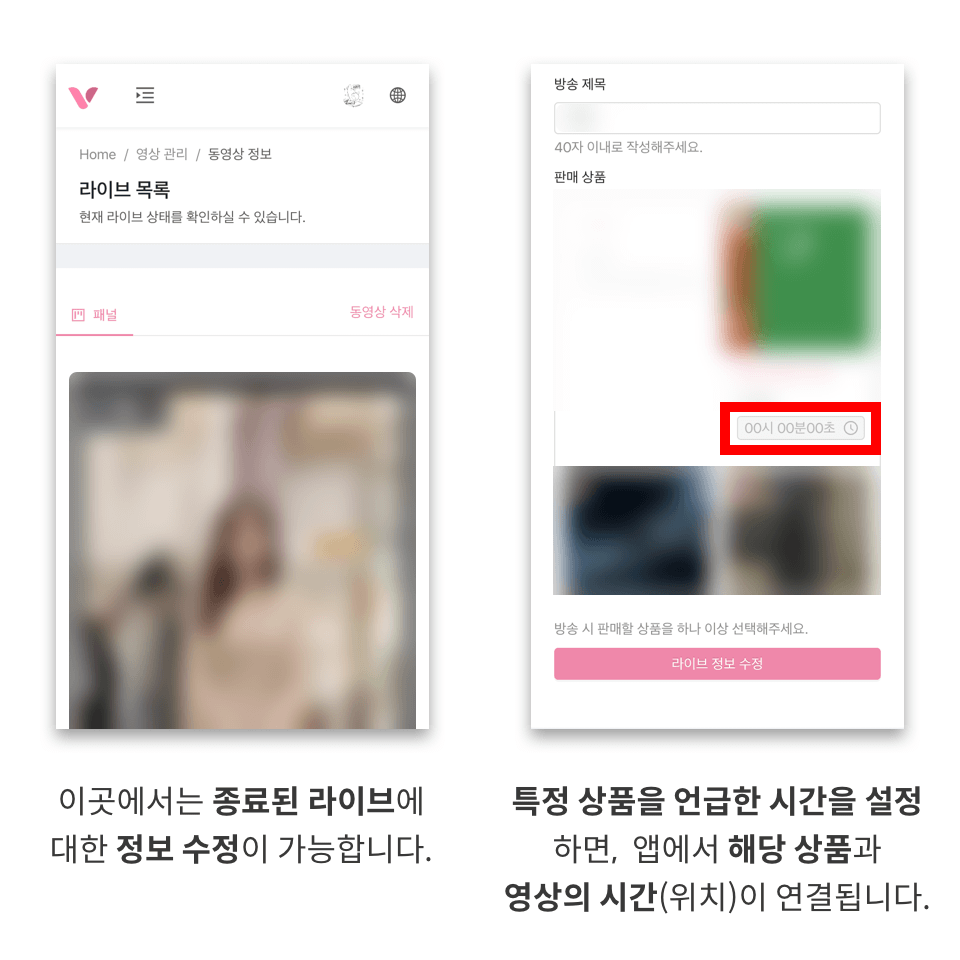 Home / 영상 관리 / 동영상 정보
라이브 목록
현재 라이브 상태를 확인하실 수 있습니다.
패널
동영상 삭제
이곳에서는 종료된 라이브에
대한 정보 수정이 가능합니다.
방송 제목
40자 이내로 작성해주세요.
판매 상품
00시 00분00초
방송 시 판매할 상품을 하나 이상 선택해주세요.
라이브 정보 수정
특정 상품을 언급한 시간을 설정
하면, 앱에서 해당 상품과
영상의 시간(위치)이 연결됩니다.